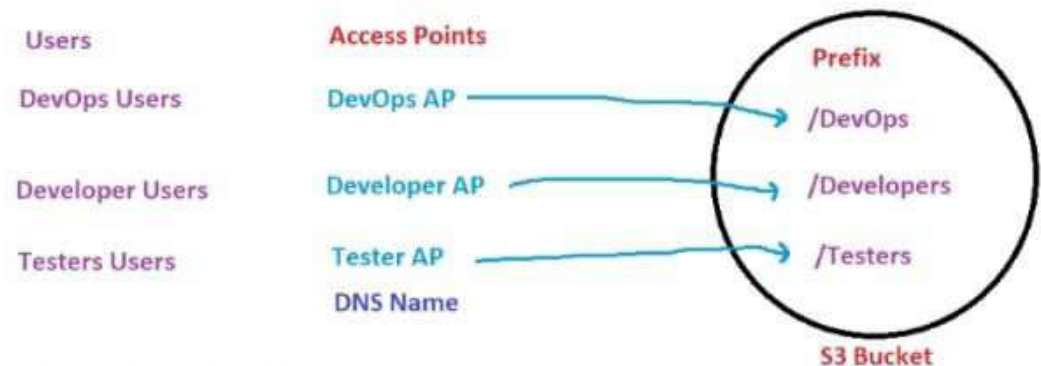 Users Access Points
Prefix
DevOps Users DevOps AP /DevOps
Developer Users Developer AP /Developers
Testers Users Tester AP /Testers
DNS Name
S3 Bucket